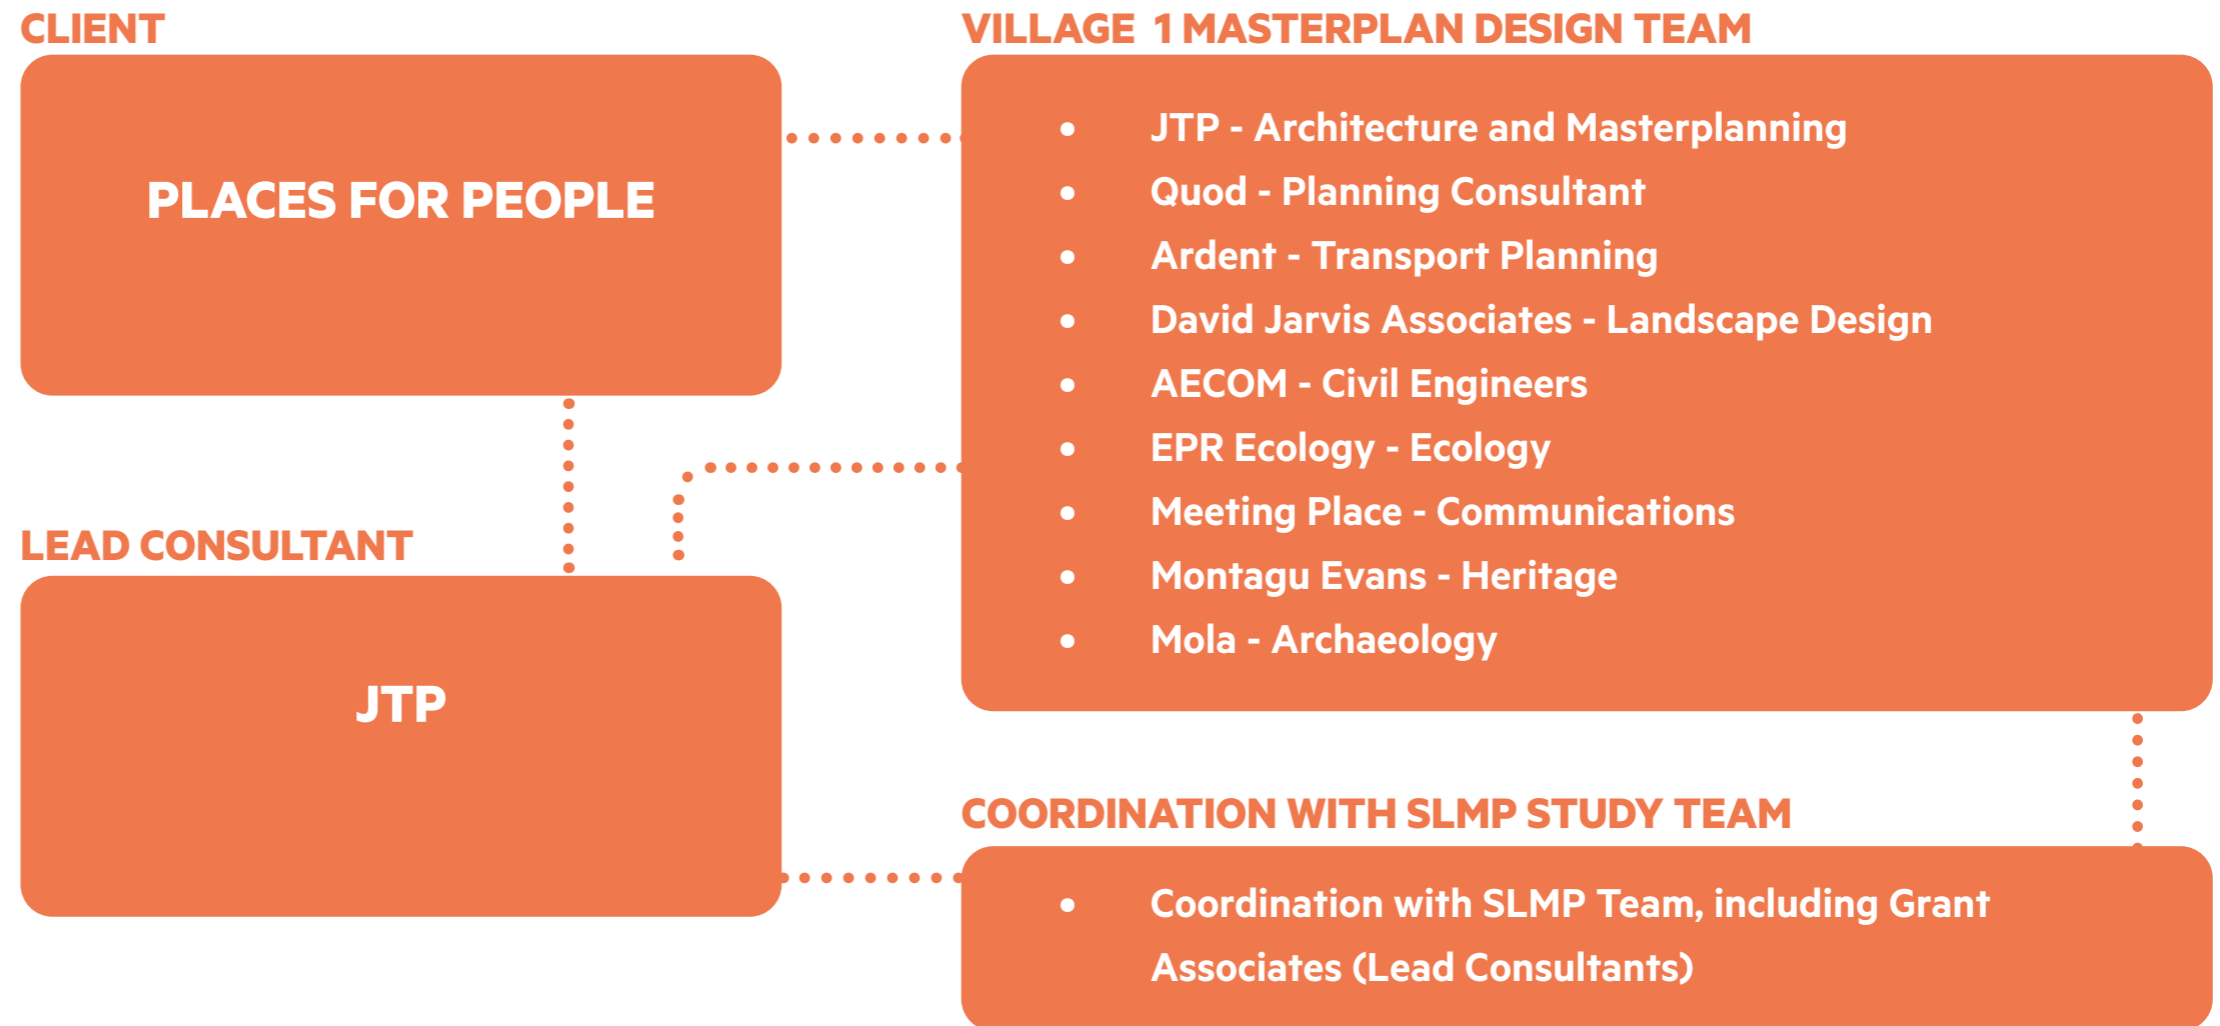 CLIENT
PLACES FOR PEOPLE
LEAD CONSULTANT
JTP
VILLAGE 1 MASTERPLAN DESIGN TEAM
• JTP - Architecture and Masterplanning
• Quod - Planning Consultant
• Ardent - Transport Planning
• David Jarvis Associates - Landscape Design
• AECOM - Civil Engineers
• EPR Ecology - Ecology
• Meeting Place - Communications
• Montagu Evans - Heritage
• Mola - Archaeology
COORDINATION WITH SLMP STUDY TEAM
• Coordination with SLMP Team, including Grant
Associates (Lead Consultants)